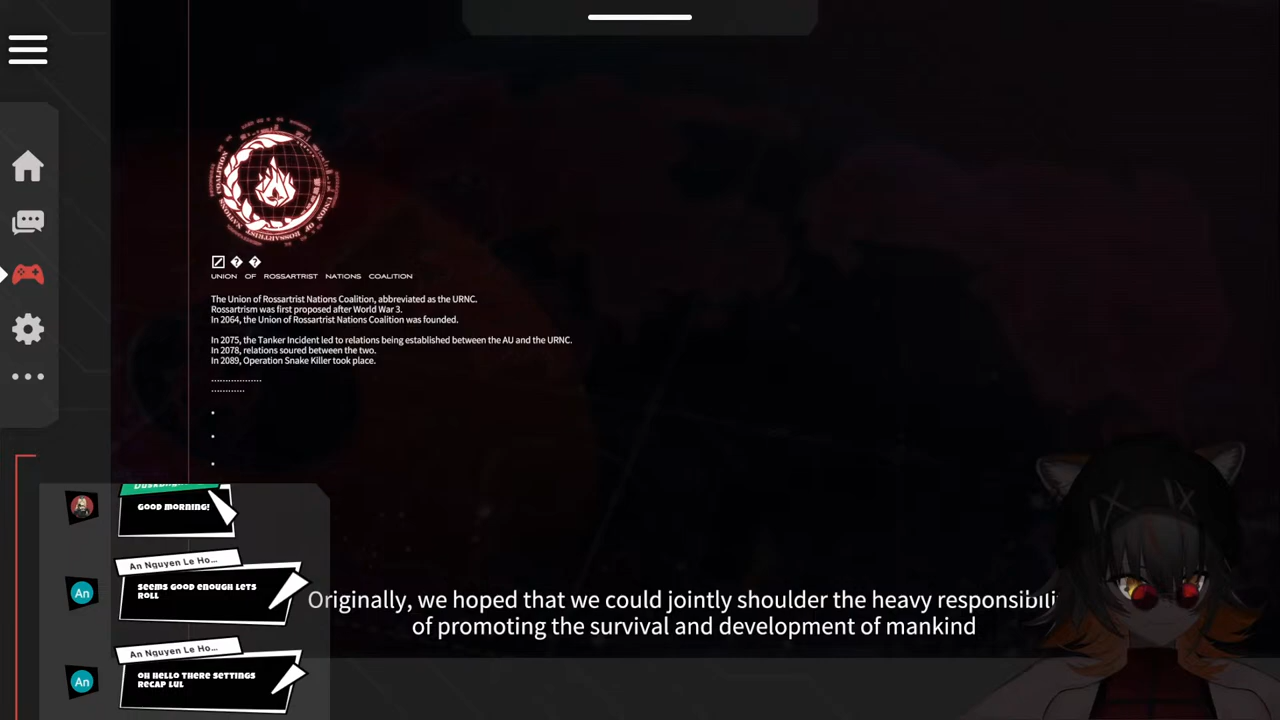 UNION OF ROSSARTRIST NATIONS COALITION
The Union of Rossartrist Nations Coalition, abbreviated as the URNC.
Rossartrism was first proposed after World War 3.
In 2064, the Union of Rossartrist Nations Coalition was founded.
In 2075, the Tanker Incident led to relations being established between the AU and the URNC.
In 2078, relations soured between the two.
In 2089, Operation Snake Killer took place.
..................
............
.
.
.
GOOD MORNING!
An Nguyen Le Ho...
SEEMS GOOD ENOUGH LETS
ROLL
An Nguyen Le Ho...
OH HELLO THERE SETTINGS
RECAP LUL
An
An
Originally, we hoped that we could jointly shoulder the heavy responsibili
of promoting the survival and development of mankind